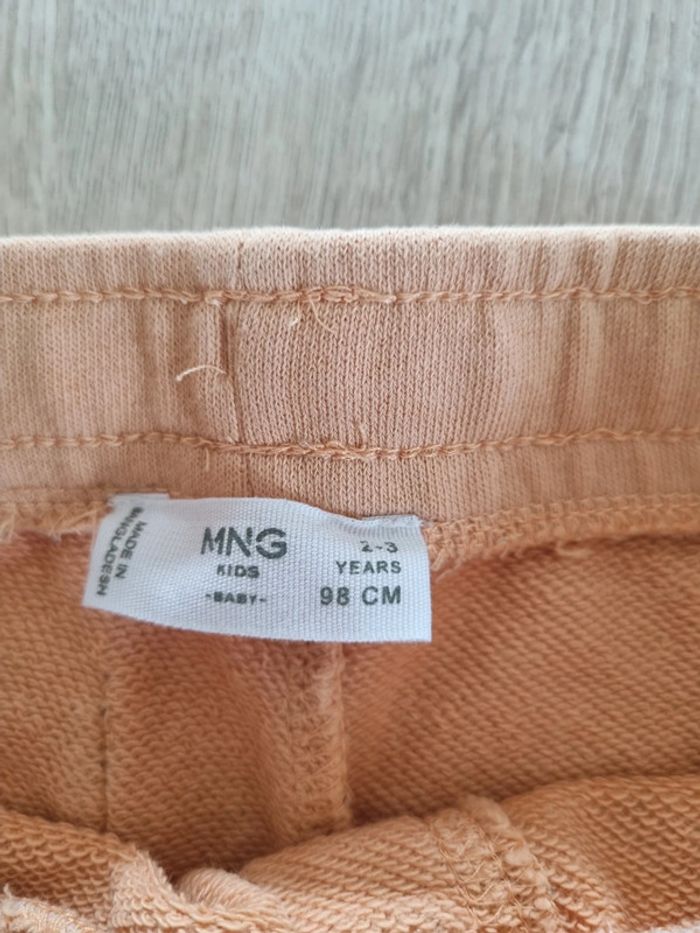 MADE IN
BANGLADESH
MNG
KIDS
-BABY-
2-3
YEARS
98 CM